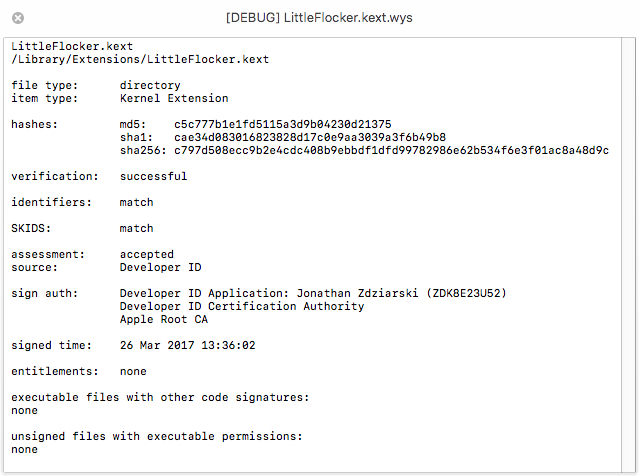 [DEBUG] LittleFlocker.kext.wys
LittleFlocker.kext
/Library/Extensions/LittleFlocker.kext
file type: directory
item type: Kernel Extension
hashes: md5: c5c777b1e1fd5115a3d9b04230d21375
sha1: cae34d083016823828d17c0e9aa3039a3f6b49b8
sha256: c797d508ecc9b2e4cdc408b9ebbdf1dfd99782986e62b534f6e3f01ac8a48d9c
verification: successful
identifiers: match
SKIDS: match
assessment: accepted
source: Developer ID
sign auth: Developer ID Application: Jonathan Zdziarski (ZDK8E23U52)
Developer ID Certification Authority
Apple Root CA
signed time: 26 Mar 2017 13:36:02
entitlements: none
executable files with other code signatures:
none
unsigned files with executable permissions:
none